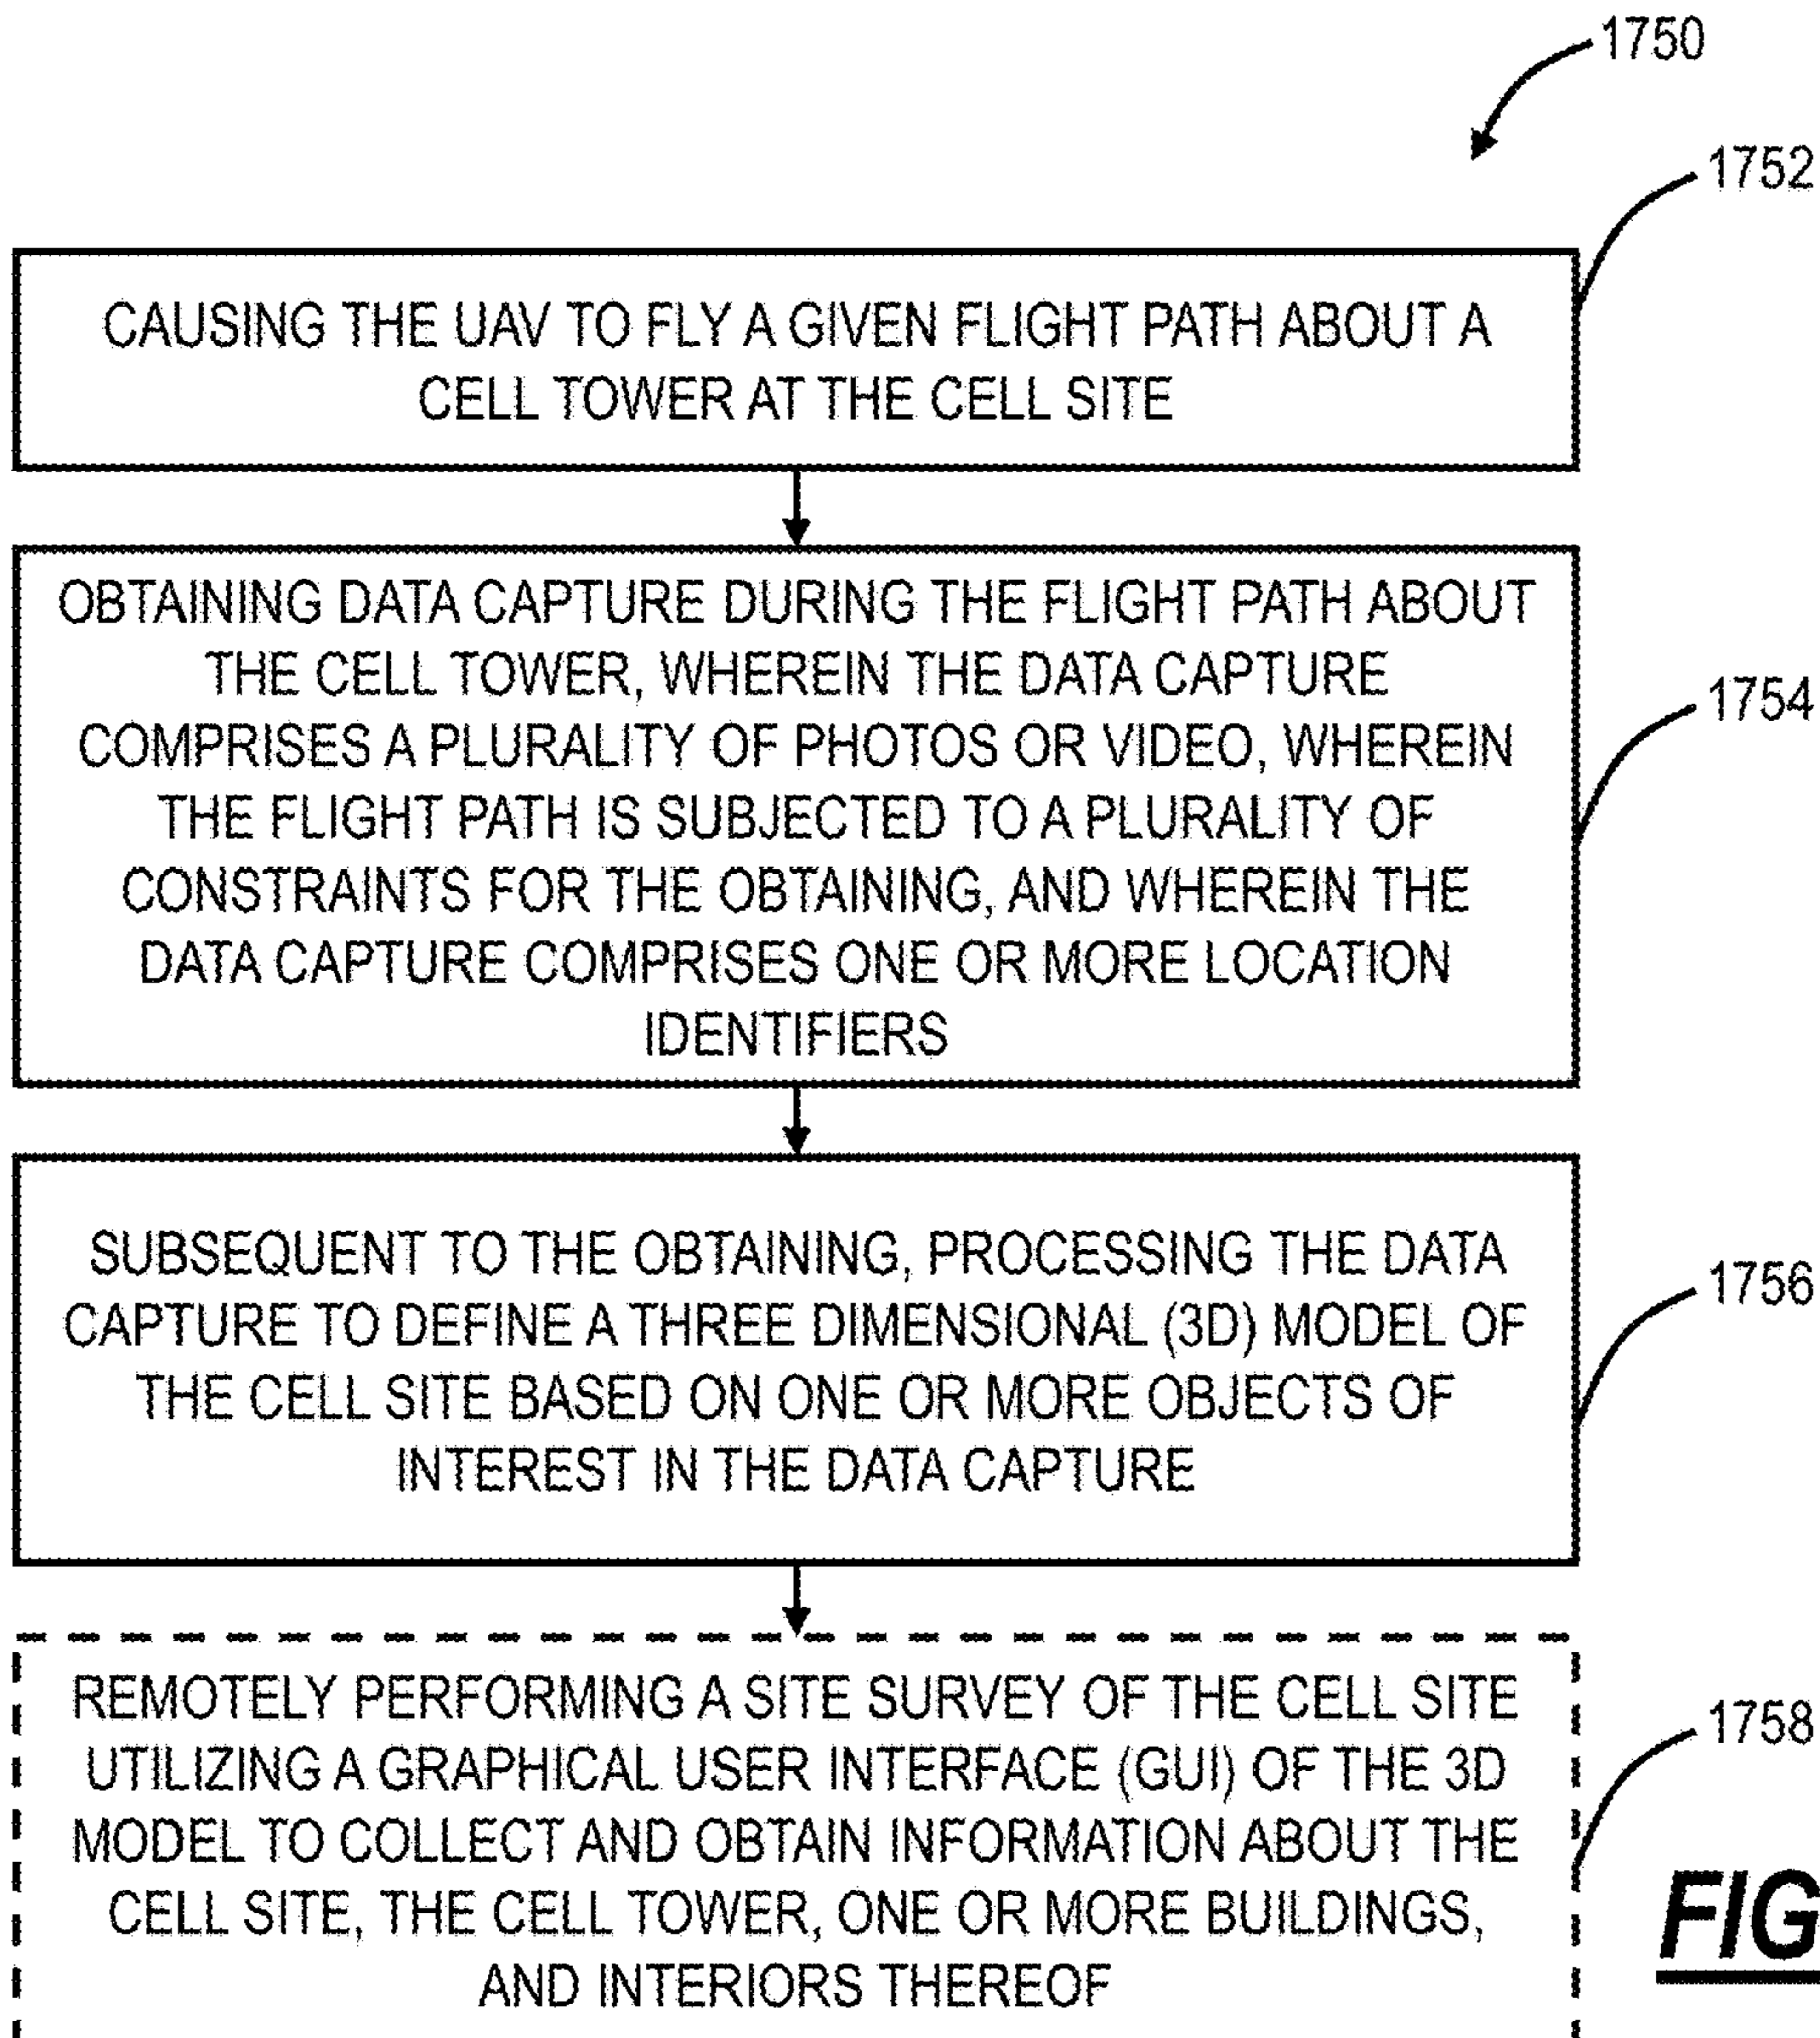 1750
1752
CAUSING THE UAV TO FLY A GIVEN FLIGHT PATH ABOUT A
CELL TOWER AT THE CELL SITE
OBTAINING DATA CAPTURE DURING THE FLIGHT PATH ABOUT
THE CELL TOWER, WHEREIN THE DATA CAPTURE
COMPRISES A PLURALITY OF PHOTOS OR VIDEO, WHEREIN
THE FLIGHT PATH IS SUBJECTED TO A PLURALITY OF
CONSTRAINTS FOR THE OBTAINING, AND WHEREIN THE
DATA CAPTURE COMPRISES ONE OR MORE LOCATION
IDENTIFIERS
1754
SUBSEQUENT TO THE OBTAINING, PROCESSING THE DATA
CAPTURE TO DEFINE A THREE DIMENSIONAL (3D) MODEL OF
THE CELL SITE BASED ON ONE OR MORE OBJECTS OF
INTEREST IN THE DATA CAPTURE
1756
REMOTELY PERFORMING A SITE SURVEY OF THE CELL SITE
UTILIZING A GRAPHICAL USER INTERFACE (GUI) OF THE 3D
MODEL TO COLLECT AND OBTAIN INFORMATION ABOUT THE
CELL SITE, THE CELL TOWER, ONE OR MORE BUILDINGS,
AND INTERIORS THEREOF
1758
FIG